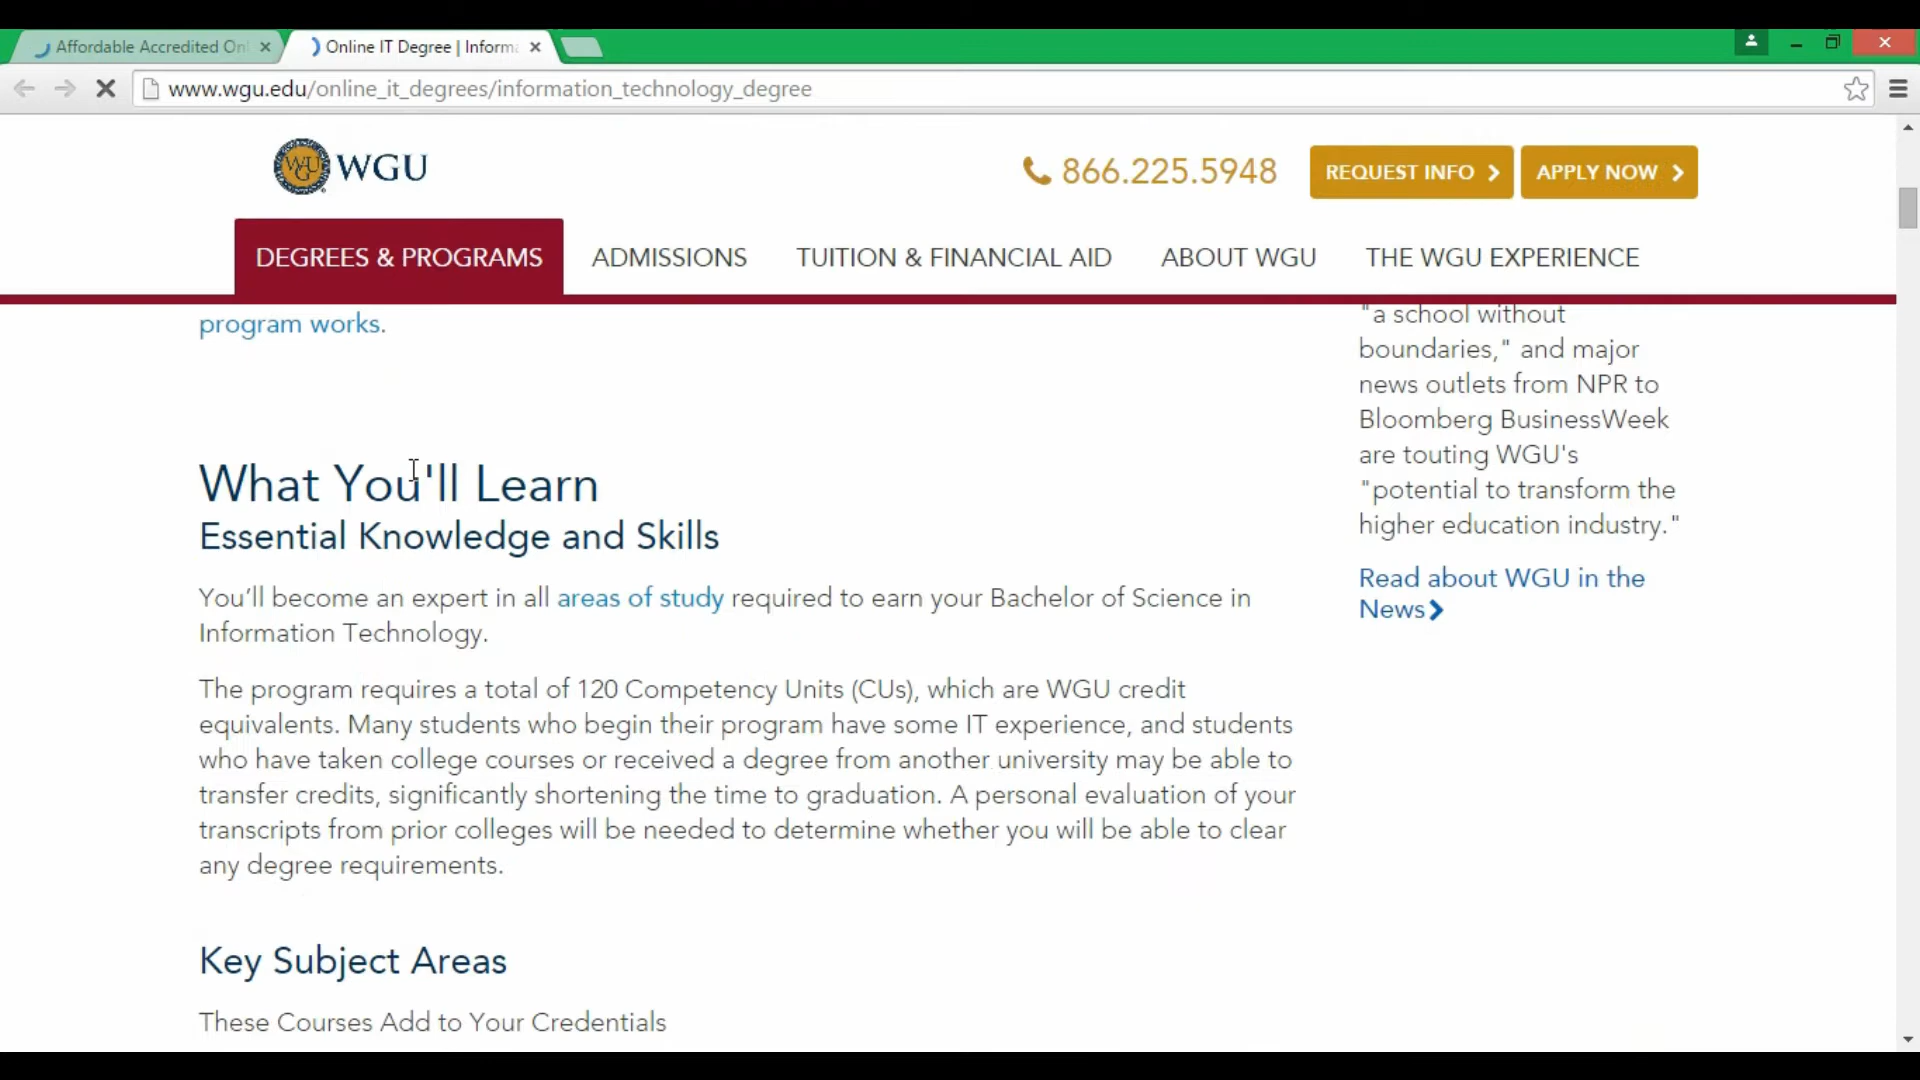 Affordable Accredited Onl
Online IT Degree | Inform
www.wgu.edu/online_it_degrees/information_technology_degree
WGU
866.225.5948
REQUEST INFO
APPLY NOW
DEGREES & PROGRAMS
ADMISSIONS
TUITION & FINANCIAL AID
ABOUT WGU
THE WGU EXPERIENCE
program works.
What You'll Learn
Essential Knowledge and Skills
You’ll become an expert in all areas of study required to earn your Bachelor of Science in
Information Technology.
The program requires a total of 120 Competency Units (CUs), which are WGU credit
equivalents. Many students who begin their program have some IT experience, and students
who have taken college courses or received a degree from another university may be able to
transfer credits, significantly shortening the time to graduation. A personal evaluation of your
transcripts from prior colleges will be needed to determine whether you will be able to clear
any degree requirements.
Key Subject Areas
These Courses Add to Your Credentials
"a school without
boundaries," and major
news outlets from NPR to
Bloomberg BusinessWeek
are touting WGU's
"potential to transform the
higher education industry."
Read about WGU in the
News